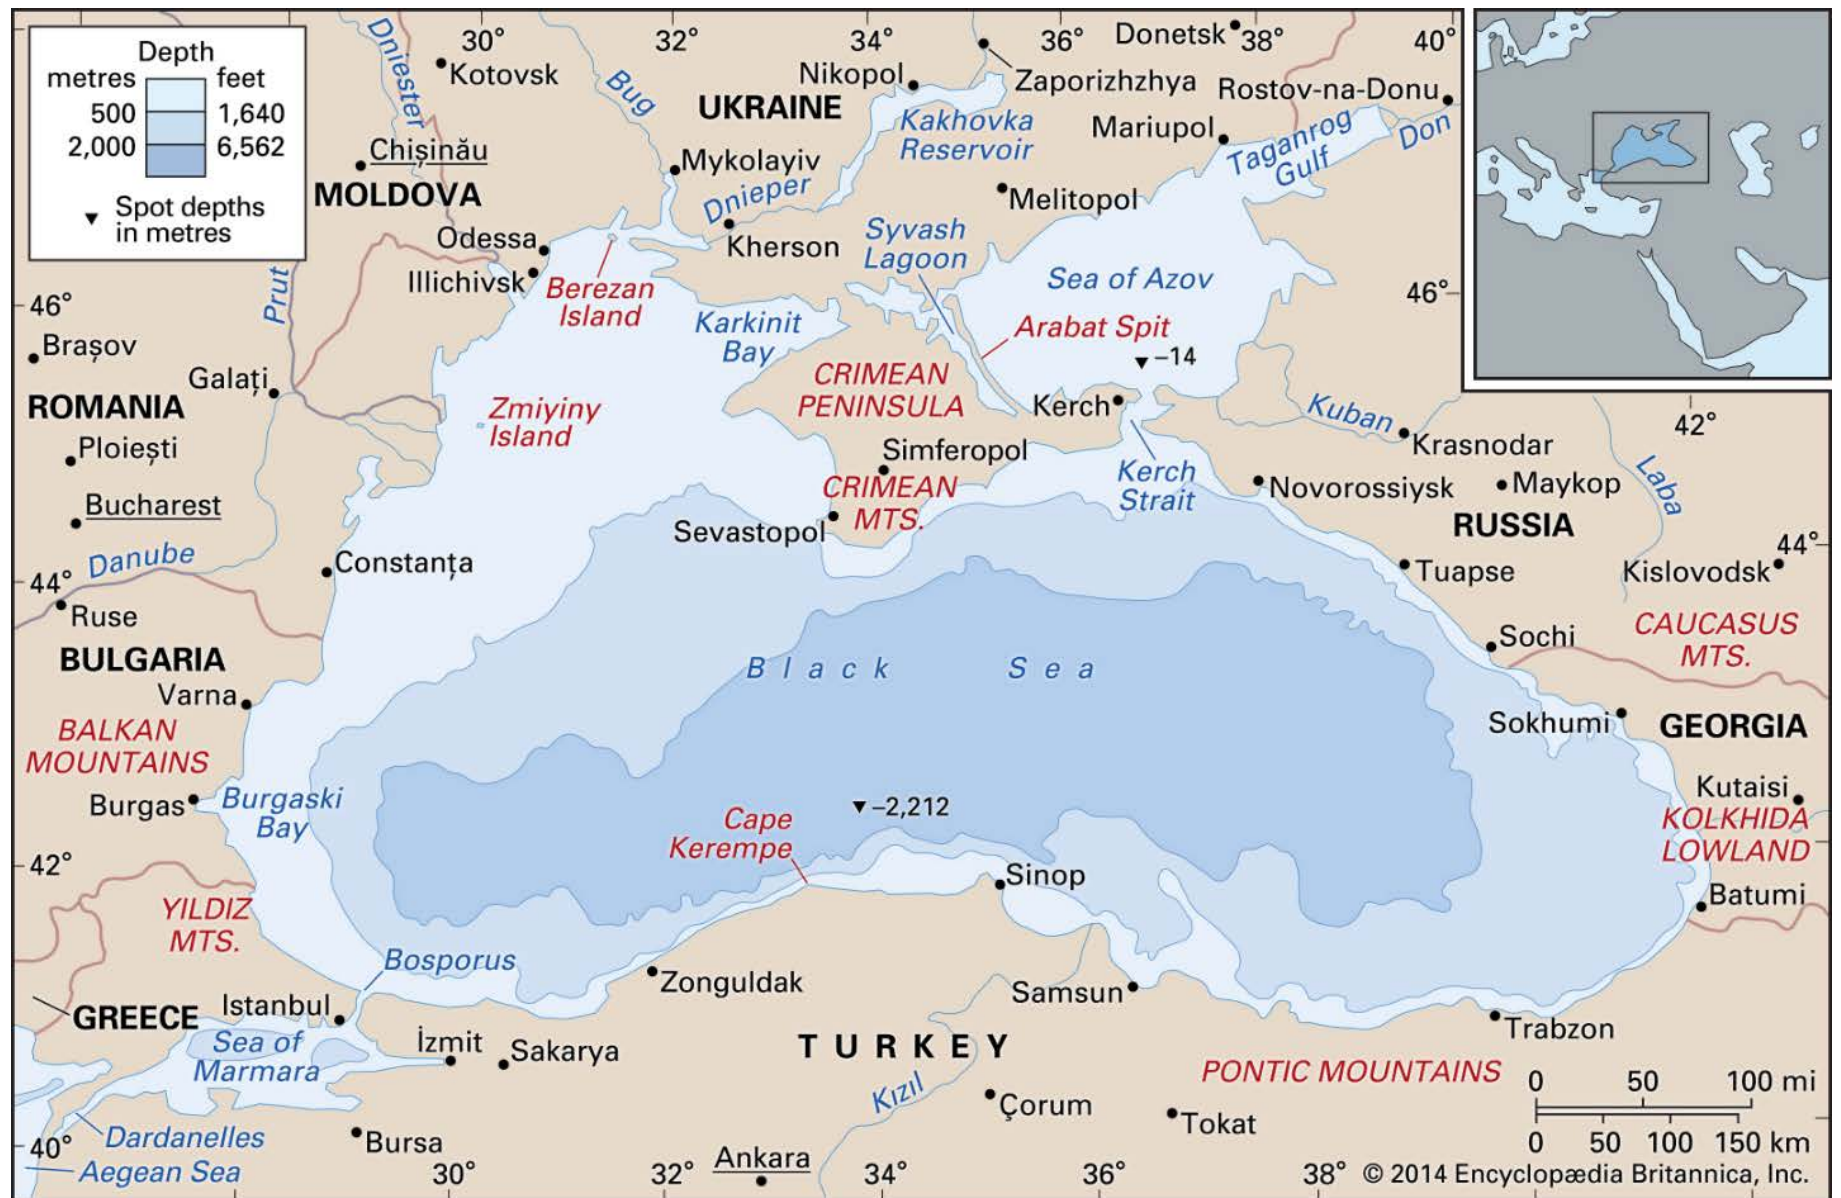 Depth
metres feet
500 1,640
2,000 6,562
Spot depths
in metres
30°
32°
34°
36°
38°
40°
Dniester
Kotovsk
Bug
Nikopol
Zaporizhzhya
Donetsk
Rostov-na-Donu
UKRAINE
Kakhovka
Reservoir
Mariupol
Taganrog
Gulf
Don
Chișinău
MOLDOVA
Mykolayiv
Dnieper
Melitopol
Odessa
Kherson
Syvash
Lagoon
Illichivsk
Berezan
Island
Sea of Azov
Prut
46°
46°
Karkinit
Bay
Arabat Spit
–14
Brașov
Galați
CRIMEAN
PENINSULA
Kerch
Kuban
42°
ROMANIA
Zmiyiny
Island
Krasnodar
Ploiești
Simferopol
Kerch
Strait
Laba
Bucharest
CRIMEAN
MTS.
Novorossiysk
Maykop
Sevastopol
RUSSIA
Danube
Constanța
44°
44°
Tuapse
Kislovodsk
Ruse
CAUCASUS
MTS.
Sochi
BULGARIA
Black Sea
Varna
Sokhumi
GEORGIA
BALKAN
MOUNTAINS
Kutaisi
Burgas
Burgaski
Bay
–2,212
Cape
Kerempe
KOLKHIDA
LOWLAND
42°
Sinop
Batumi
YILDIZ
MTS.
Bosporus
Zonguldak
Samsun
Istanbul
GREECE
Trabzon
Sea of
Marmara
İzmit
Sakarya
TURKEY
PONTIC MOUNTAINS
0 50 100 mi
0 50 100 150 km
Kızıl
Çorum
Tokat
Dardanelles
Bursa
40°
Aegean Sea
Ankara
30°
32°
34°
36°
38°
© 2014 Encyclopædia Britannica, Inc.